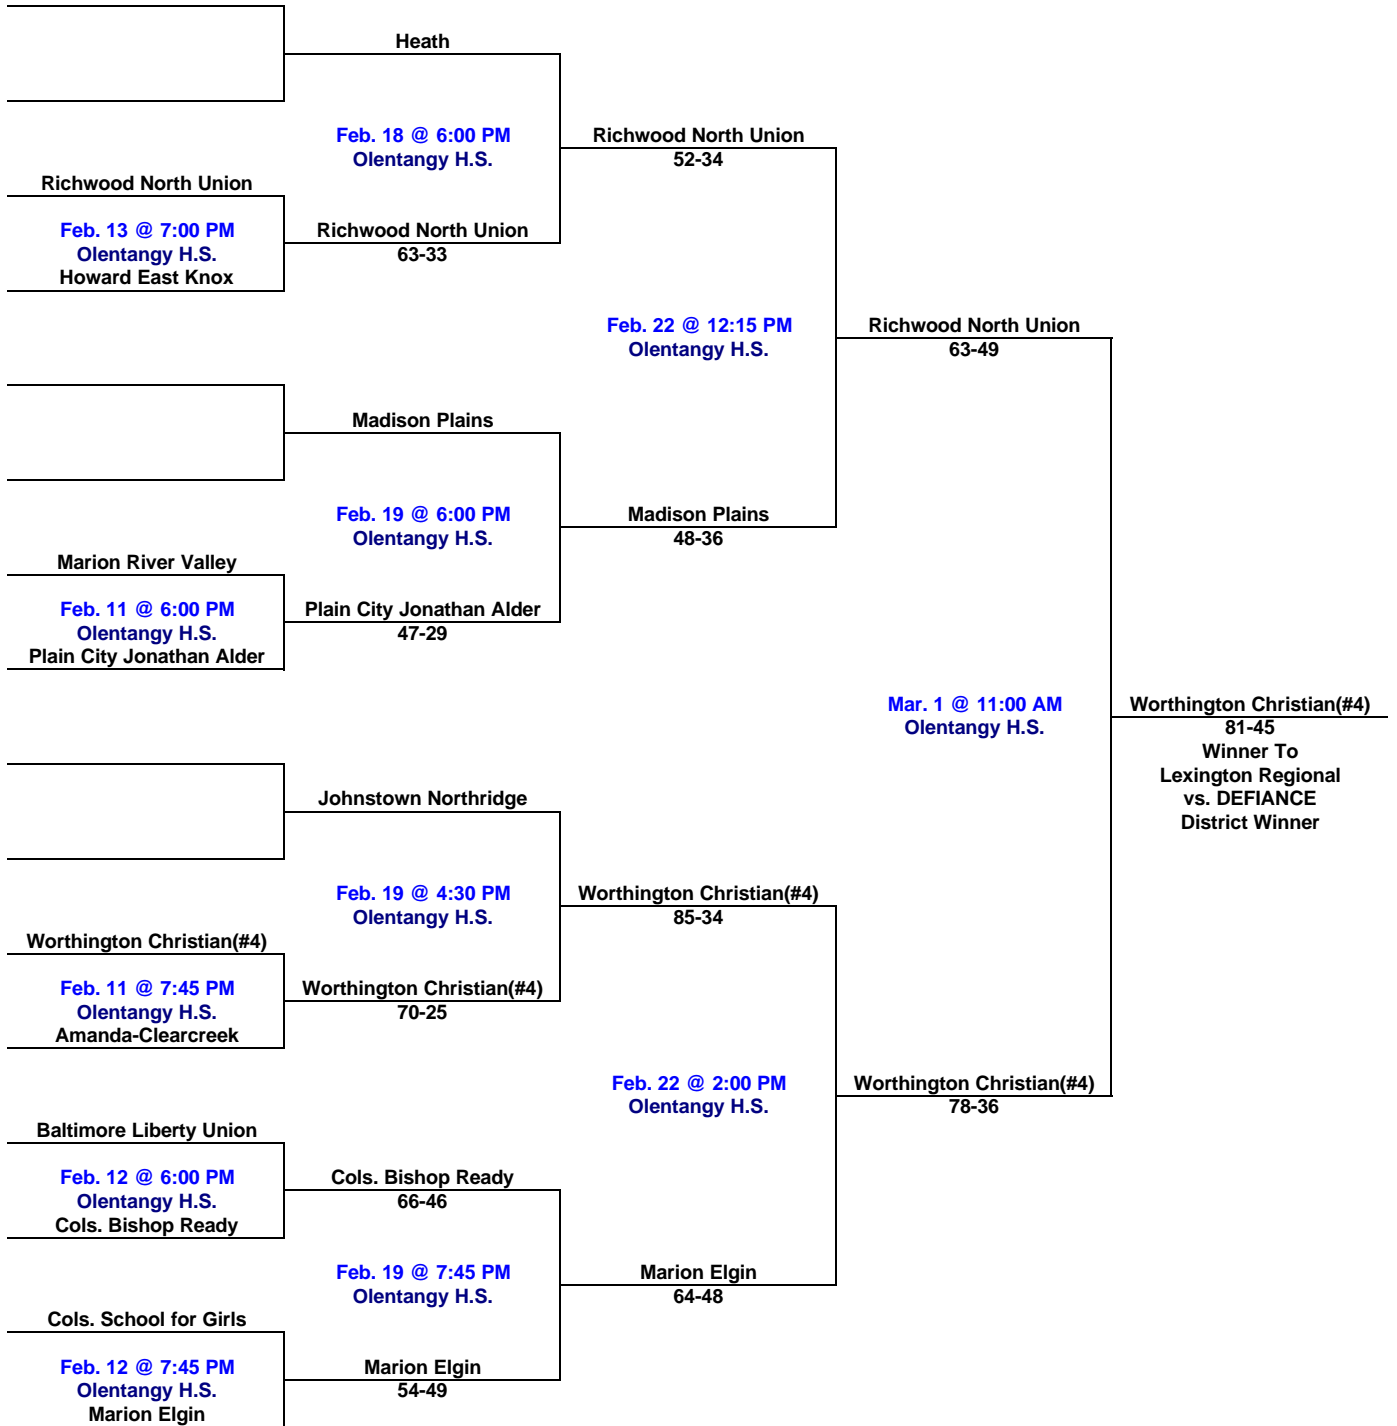 Heath
Feb. 18 @ 6:00 PM
Olentangy H.S.
Richwood North Union
52-34
Richwood North Union
Feb. 13 @ 7:00 PM
Olentangy H.S.
Howard East Knox
Richwood North Union
63-33
Feb. 22 @ 12:15 PM
Olentangy H.S.
Richwood North Union
63-49
Madison Plains
Feb. 19 @ 6:00 PM
Olentangy H.S.
Madison Plains
48-36
Marion River Valley
Feb. 11 @ 6:00 PM
Olentangy H.S.
Plain City Jonathan Alder
Plain City Jonathan Alder
47-29
Mar. 1 @ 11:00 AM
Olentangy H.S.
Worthington Christian(#4)
81-45
Winner To
Lexington Regional
vs. DEFIANCE
District Winner
Johnstown Northridge
Feb. 19 @ 4:30 PM
Olentangy H.S.
Worthington Christian(#4)
85-34
Worthington Christian(#4)
Feb. 11 @ 7:45 PM
Olentangy H.S.
Amanda-Clearcreek
Worthington Christian(#4)
70-25
Feb. 22 @ 2:00 PM
Olentangy H.S.
Worthington Christian(#4)
78-36
Baltimore Liberty Union
Feb. 12 @ 6:00 PM
Olentangy H.S.
Cols. Bishop Ready
Cols. Bishop Ready
66-46
Feb. 19 @ 7:45 PM
Olentangy H.S.
Marion Elgin
64-48
Cols. School for Girls
Feb. 12 @ 7:45 PM
Olentangy H.S.
Marion Elgin
Marion Elgin
54-49